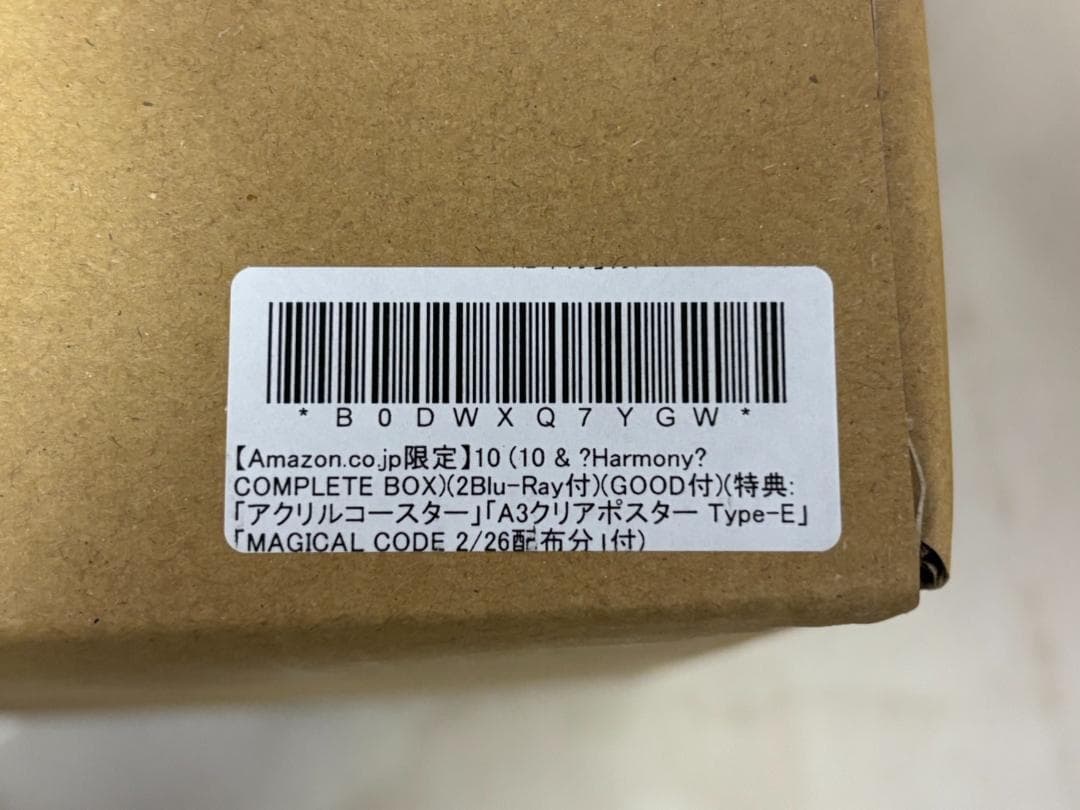 *B0DWXQ7YGW*
【Amazon.co.jp限定】10 (10 & ?Harmony?
COMPLETE BOX)(2Blu-Ray付)(GOOD付)(特典:
「アクリルコースター」「A3クリアポスター Type-E」
「MAGICAL CODE 2/26配布分」付)